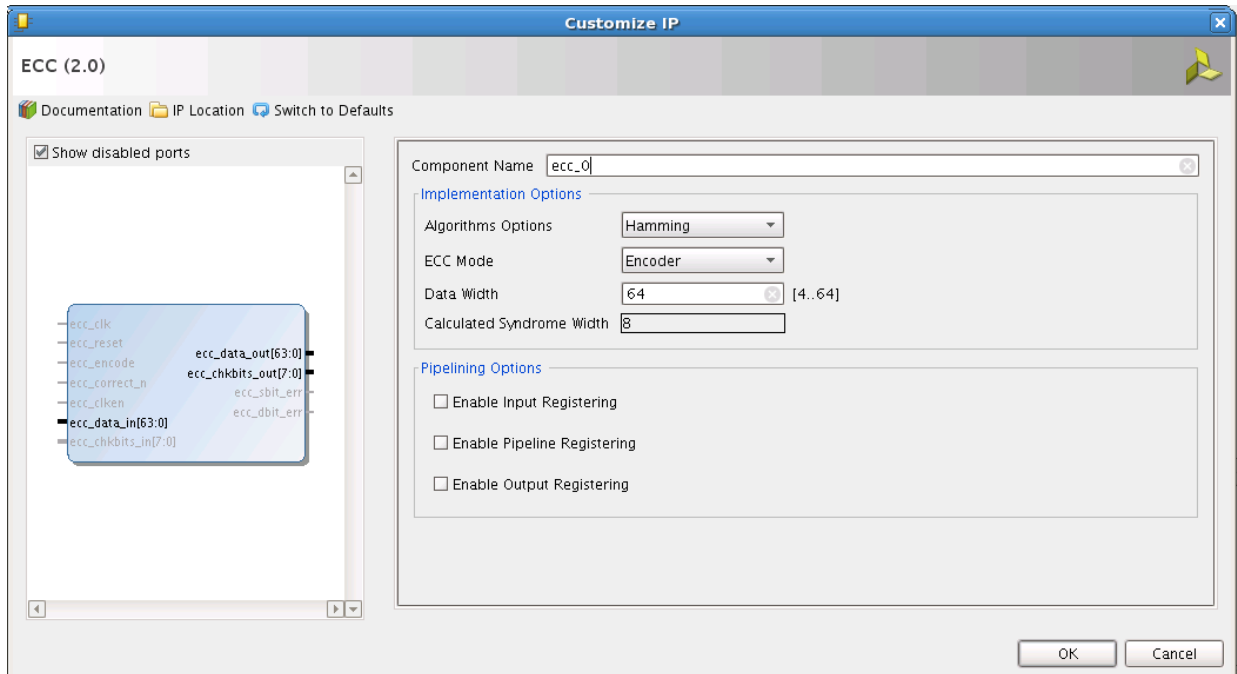 Customize IP
ECC (2.0)
Documentation IP Location Switch to Defaults
Show disabled ports
ecc_clk
ecc_reset
ecc_encode
ecc_correct_n
ecc_clken
ecc_data_in[63:0]
ecc_chkbits_in[7:0]
ecc_data_out[63:0]
ecc_chkbits_out[7:0]
ecc_sbit_err
ecc_dbit_err
Component Name ecc_0
Implementation Options
Algorithms Options Hamming
ECC Mode Encoder
Data Width 64 [4..64]
Calculated Syndrome Width 8
Pipelining Options
Enable Input Registering
Enable Pipeline Registering
Enable Output Registering
OK Cancel